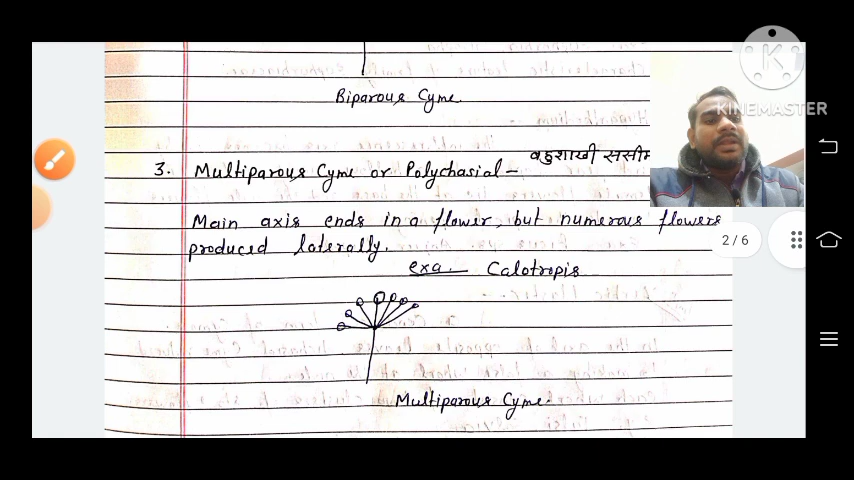 Biparous Cyme.
KINEMASTER
3. Multiparous Cyme or Polychasial – बहुशाखी ससीम
Main axis ends in a flower, but numerous flowers
produced laterally.
2/6
exa. Calotropis
Multiparous Cyme.